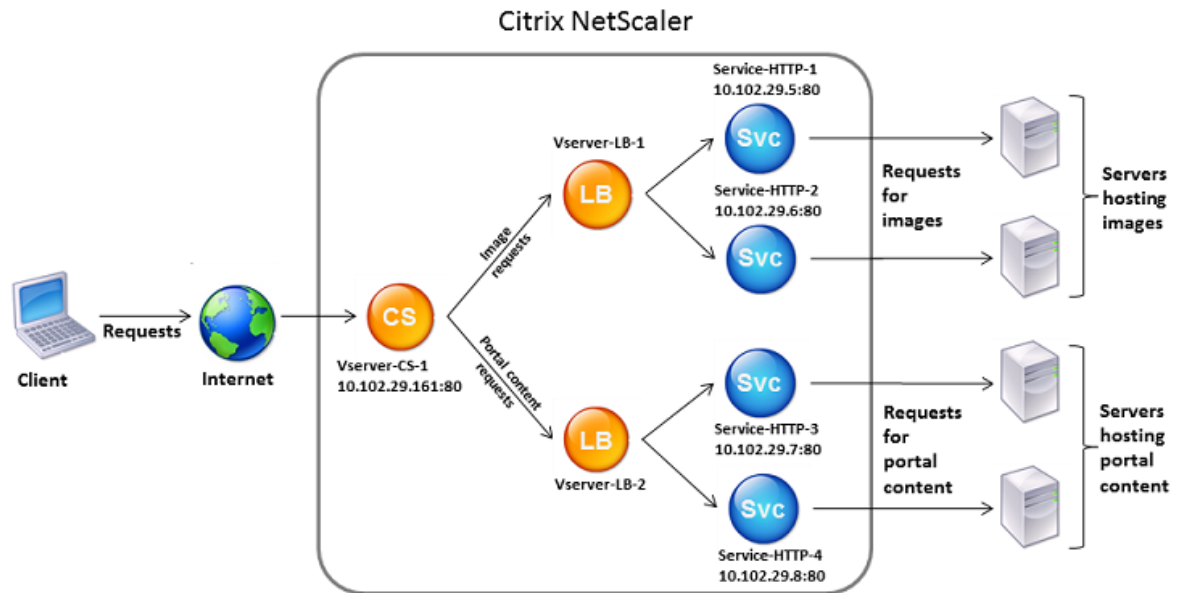 Citrix NetScaler
Client
Requests
Internet
CS
Vserver-CS-1
10.102.29.161:80
Image
requests
Portal content
requests
Vserver-LB-1
LB
LB
Vserver-LB-2
Service-HTTP-1
10.102.29.5:80
Svc
Service-HTTP-2
10.102.29.6:80
Svc
Svc
Service-HTTP-3
10.102.29.7:80
Svc
Service-HTTP-4
10.102.29.8:80
Requests
for
images
Servers
hosting
images
Requests
for
portal
content
Servers
hosting
portal
content